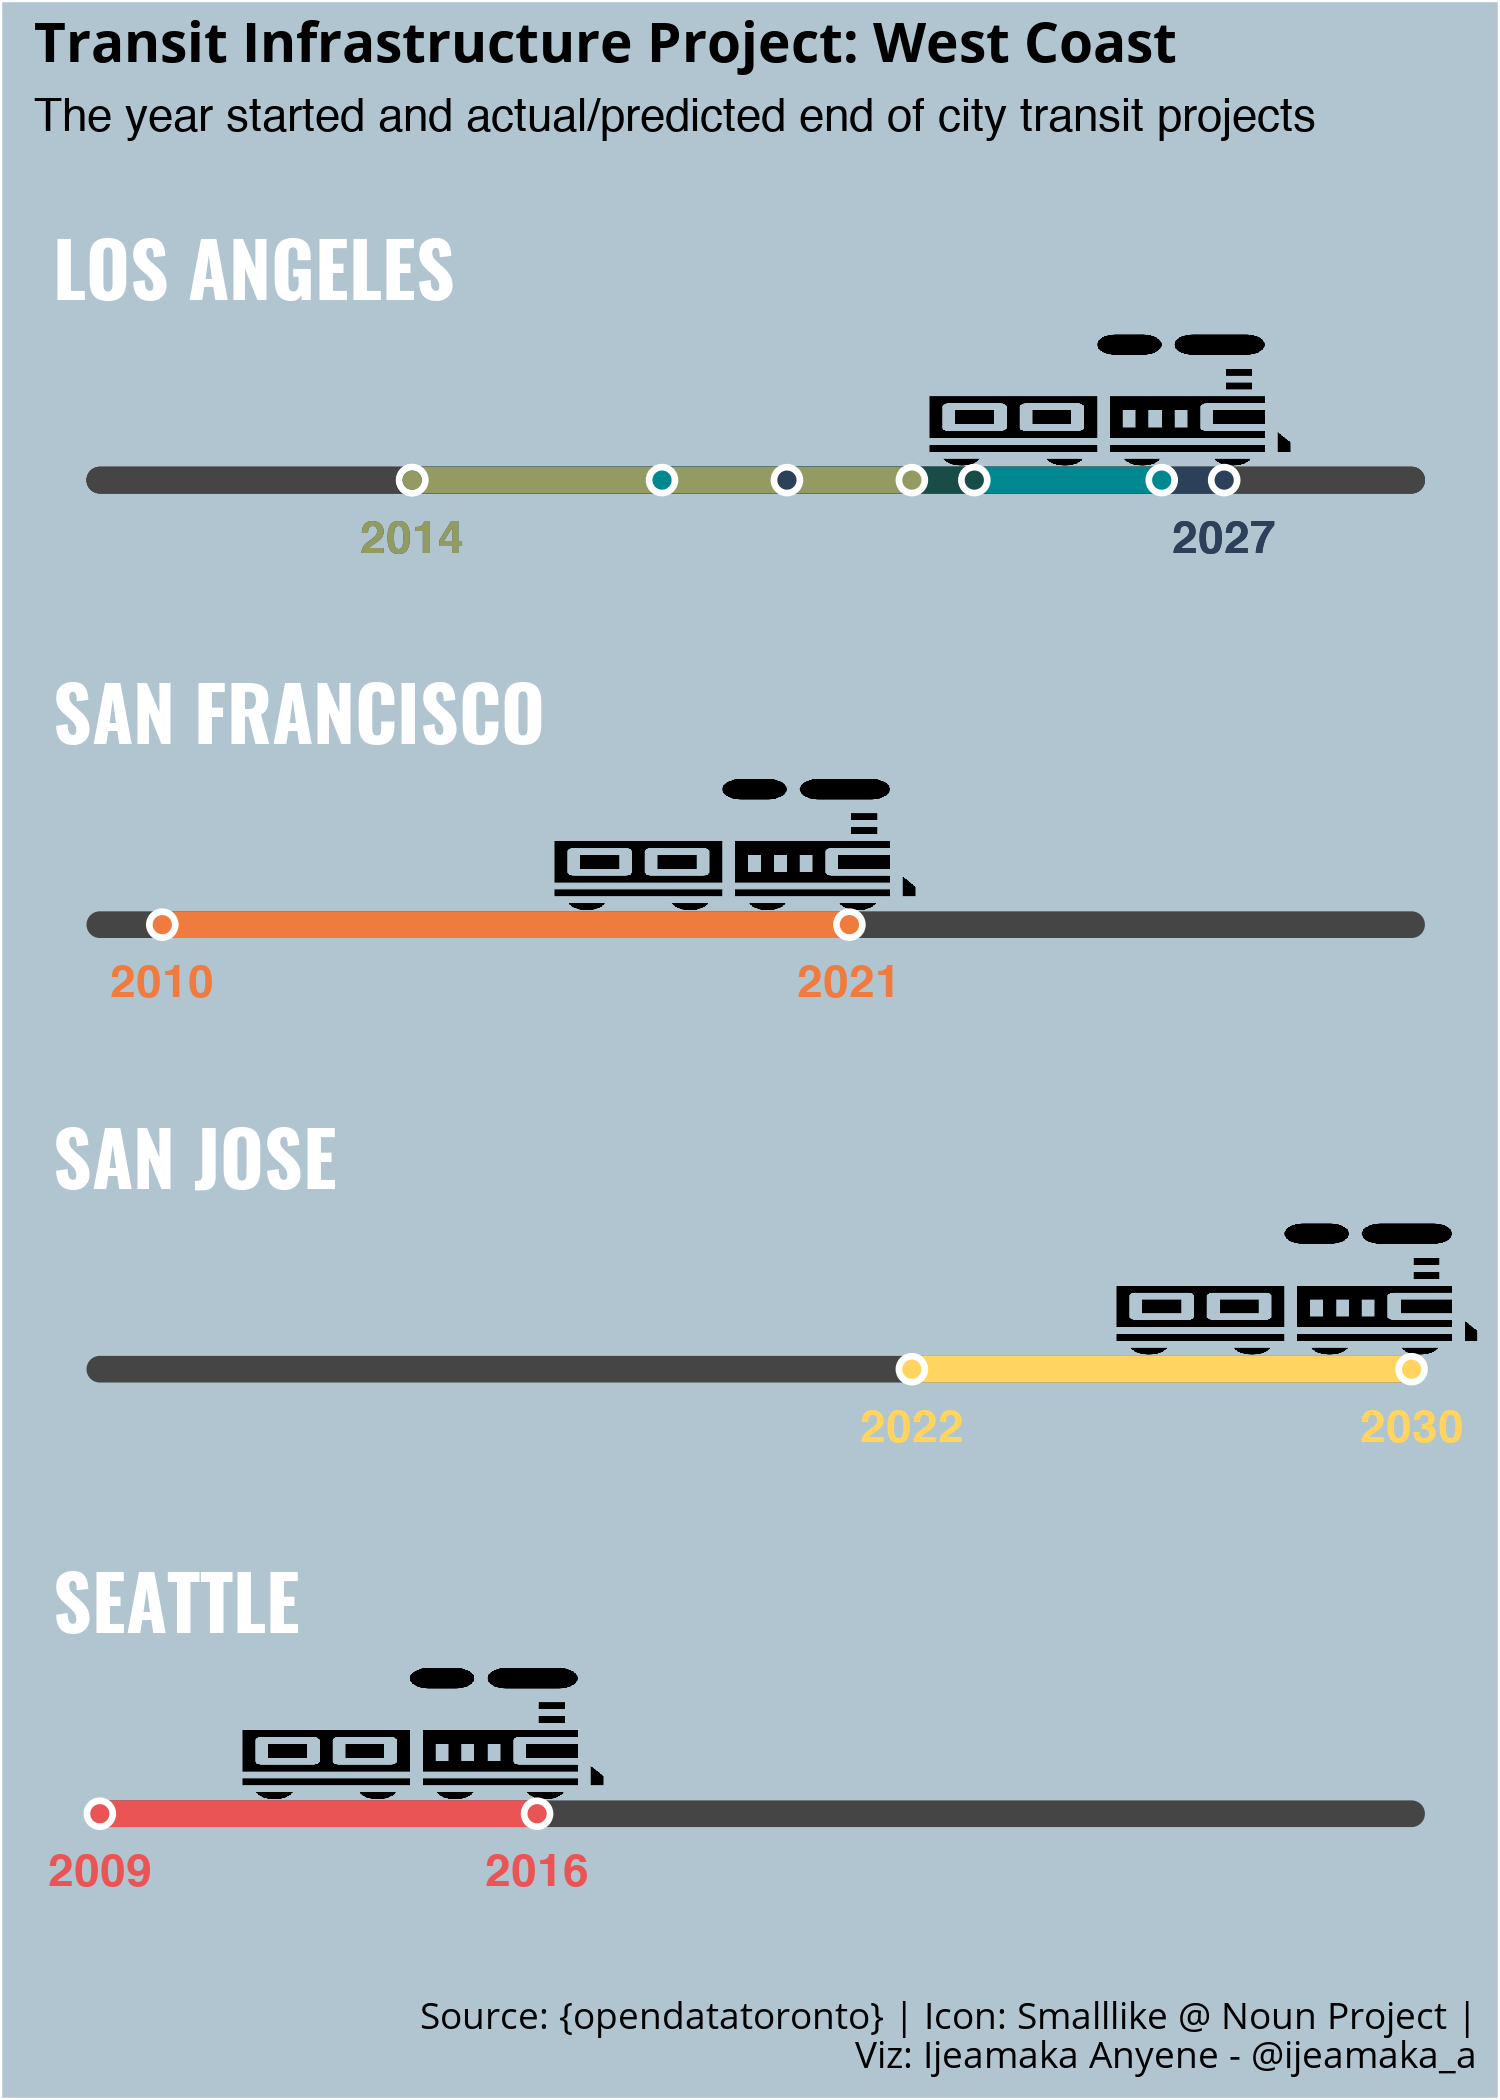 Transit Infrastructure Project: West Coast
The year started and actual/predicted end of city transit projects
LOS ANGELES
2014 2027
SAN FRANCISCO
2010 2021
SAN JOSE
2022 2030
SEATTLE
2009 2016
Source: {opendatatoronto} | Icon: Smalllike @ Noun Project |
Viz: Ijeamaka Anyene - @ijeamaka_a